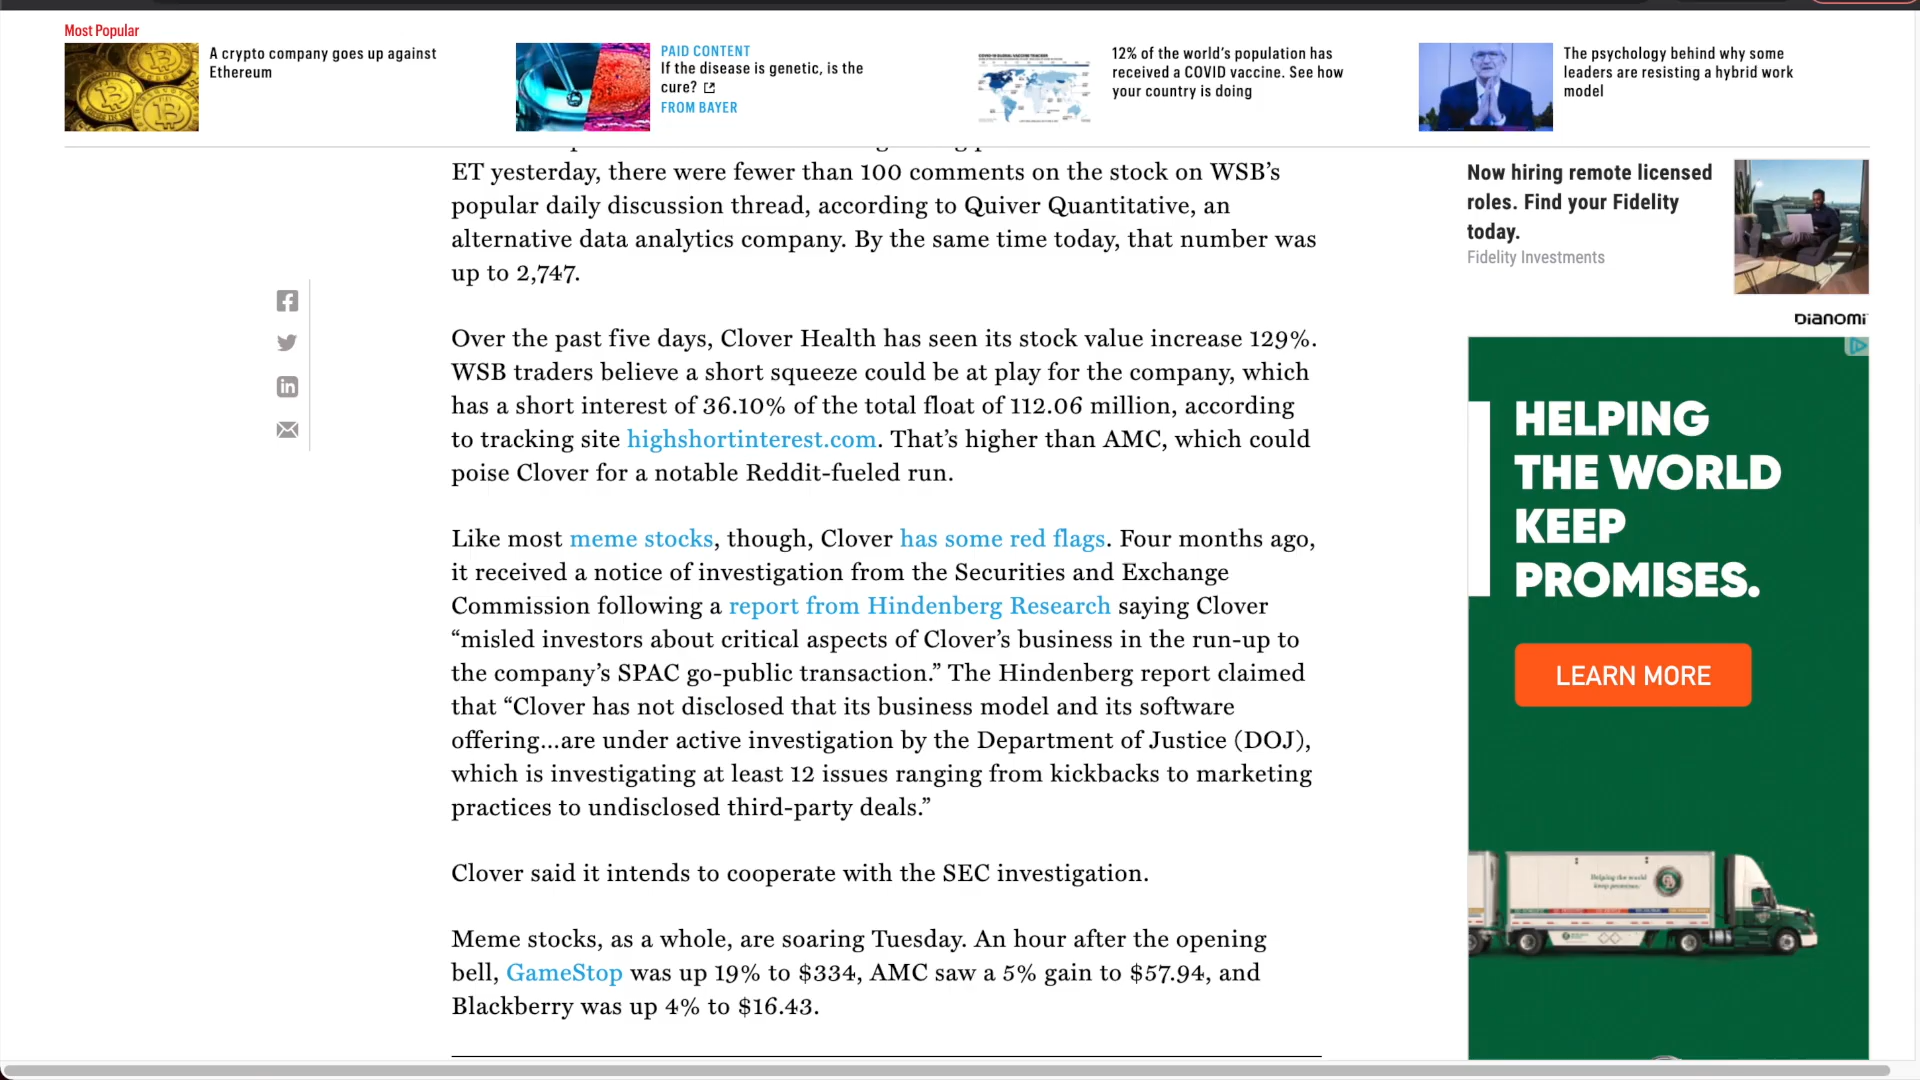 Most Popular
A crypto company goes up against
Ethereum
PAID CONTENT
If the disease is genetic, is the
cure?
FROM BAYER
12% of the world's population has
received a COVID vaccine. See how
your country is doing
The psychology behind why some
leaders are resisting a hybrid work
model
ET yesterday, there were fewer than 100 comments on the stock on WSB's
popular daily discussion thread, according to Quiver Quantitative, an
alternative data analytics company. By the same time today, that number was
up to 2,747.
Over the past five days, Clover Health has seen its stock value increase 129%.
WSB traders believe a short squeeze could be at play for the company, which
has a short interest of 36.10% of the total float of 112.06 million, according
to tracking site highshortinterest.com. That's higher than AMC, which could
poise Clover for a notable Reddit-fueled run.
Like most meme stocks, though, Clover has some red flags. Four months ago,
it received a notice of investigation from the Securities and Exchange
Commission following a report from Hindenberg Research saying Clover
“misled investors about critical aspects of Clover's business in the run-up to
the company's SPAC go-public transaction.” The Hindenberg report claimed
that “Clover has not disclosed that its business model and its software
offering...are under active investigation by the Department of Justice (DOJ),
which is investigating at least 12 issues ranging from kickbacks to marketing
practices to undisclosed third-party deals.”
Clover said it intends to cooperate with the SEC investigation.
Meme stocks, as a whole, are soaring Tuesday. An hour after the opening
bell, GameStop was up 19% to $334, AMC saw a 5% gain to $57.94, and
Blackberry was up 4% to $16.43.
Now hiring remote licensed
roles. Find your Fidelity
today.
Fidelity Investments
Dianomi
HELPING
THE WORLD
KEEP
PROMISES.
LEARN MORE
Helping the world
keep promises.